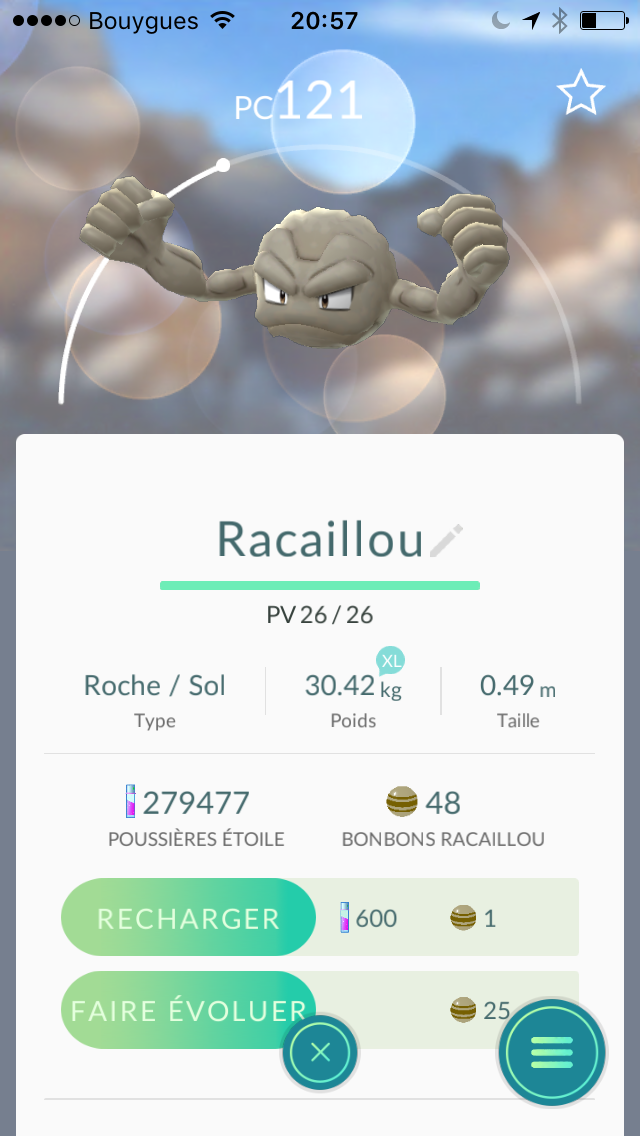 Bouygues 20:57
PC121
Racaillou
PV 26 / 26
XL
Roche / Sol 30.42 kg 0.49 m
Type Poids Taille
279477 48
POUSSIÈRES ÉTOILE BONBONS RACAILLOU
RECHARGER 600 1
FAIRE ÉVOLUER 25